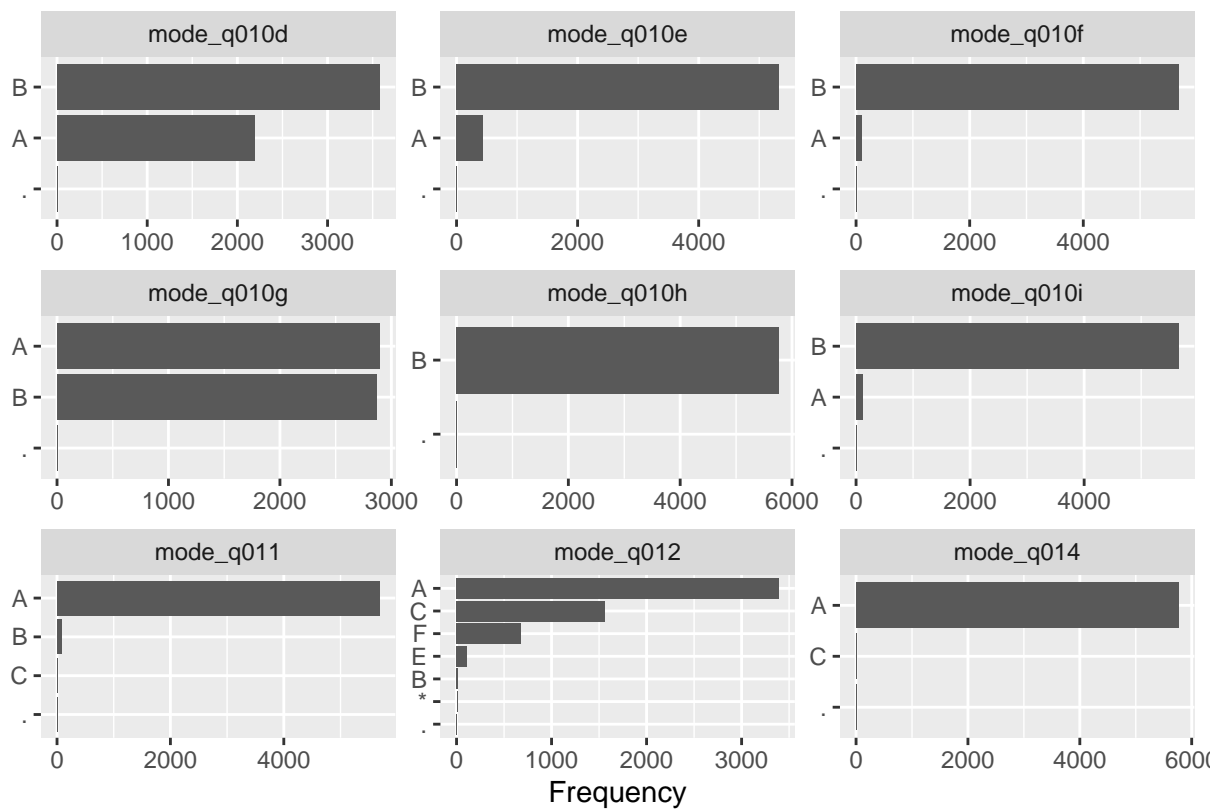 mode_q010d mode_q010e mode_q010f
B B B
A A A
. . .
0 1000 2000 3000 0 2000 4000 0 2000 4000
mode_q010g mode_q010h mode_q010i
A B B
B . A
. .
0 1000 2000 3000 0 2000 4000 6000 0 2000 4000
mode_q011 mode_q012 mode_q014
A A A
B C C
C F .
. E
B
*
.
0 2000 4000 0 1000 2000 3000 0 2000 4000 6000
Frequency